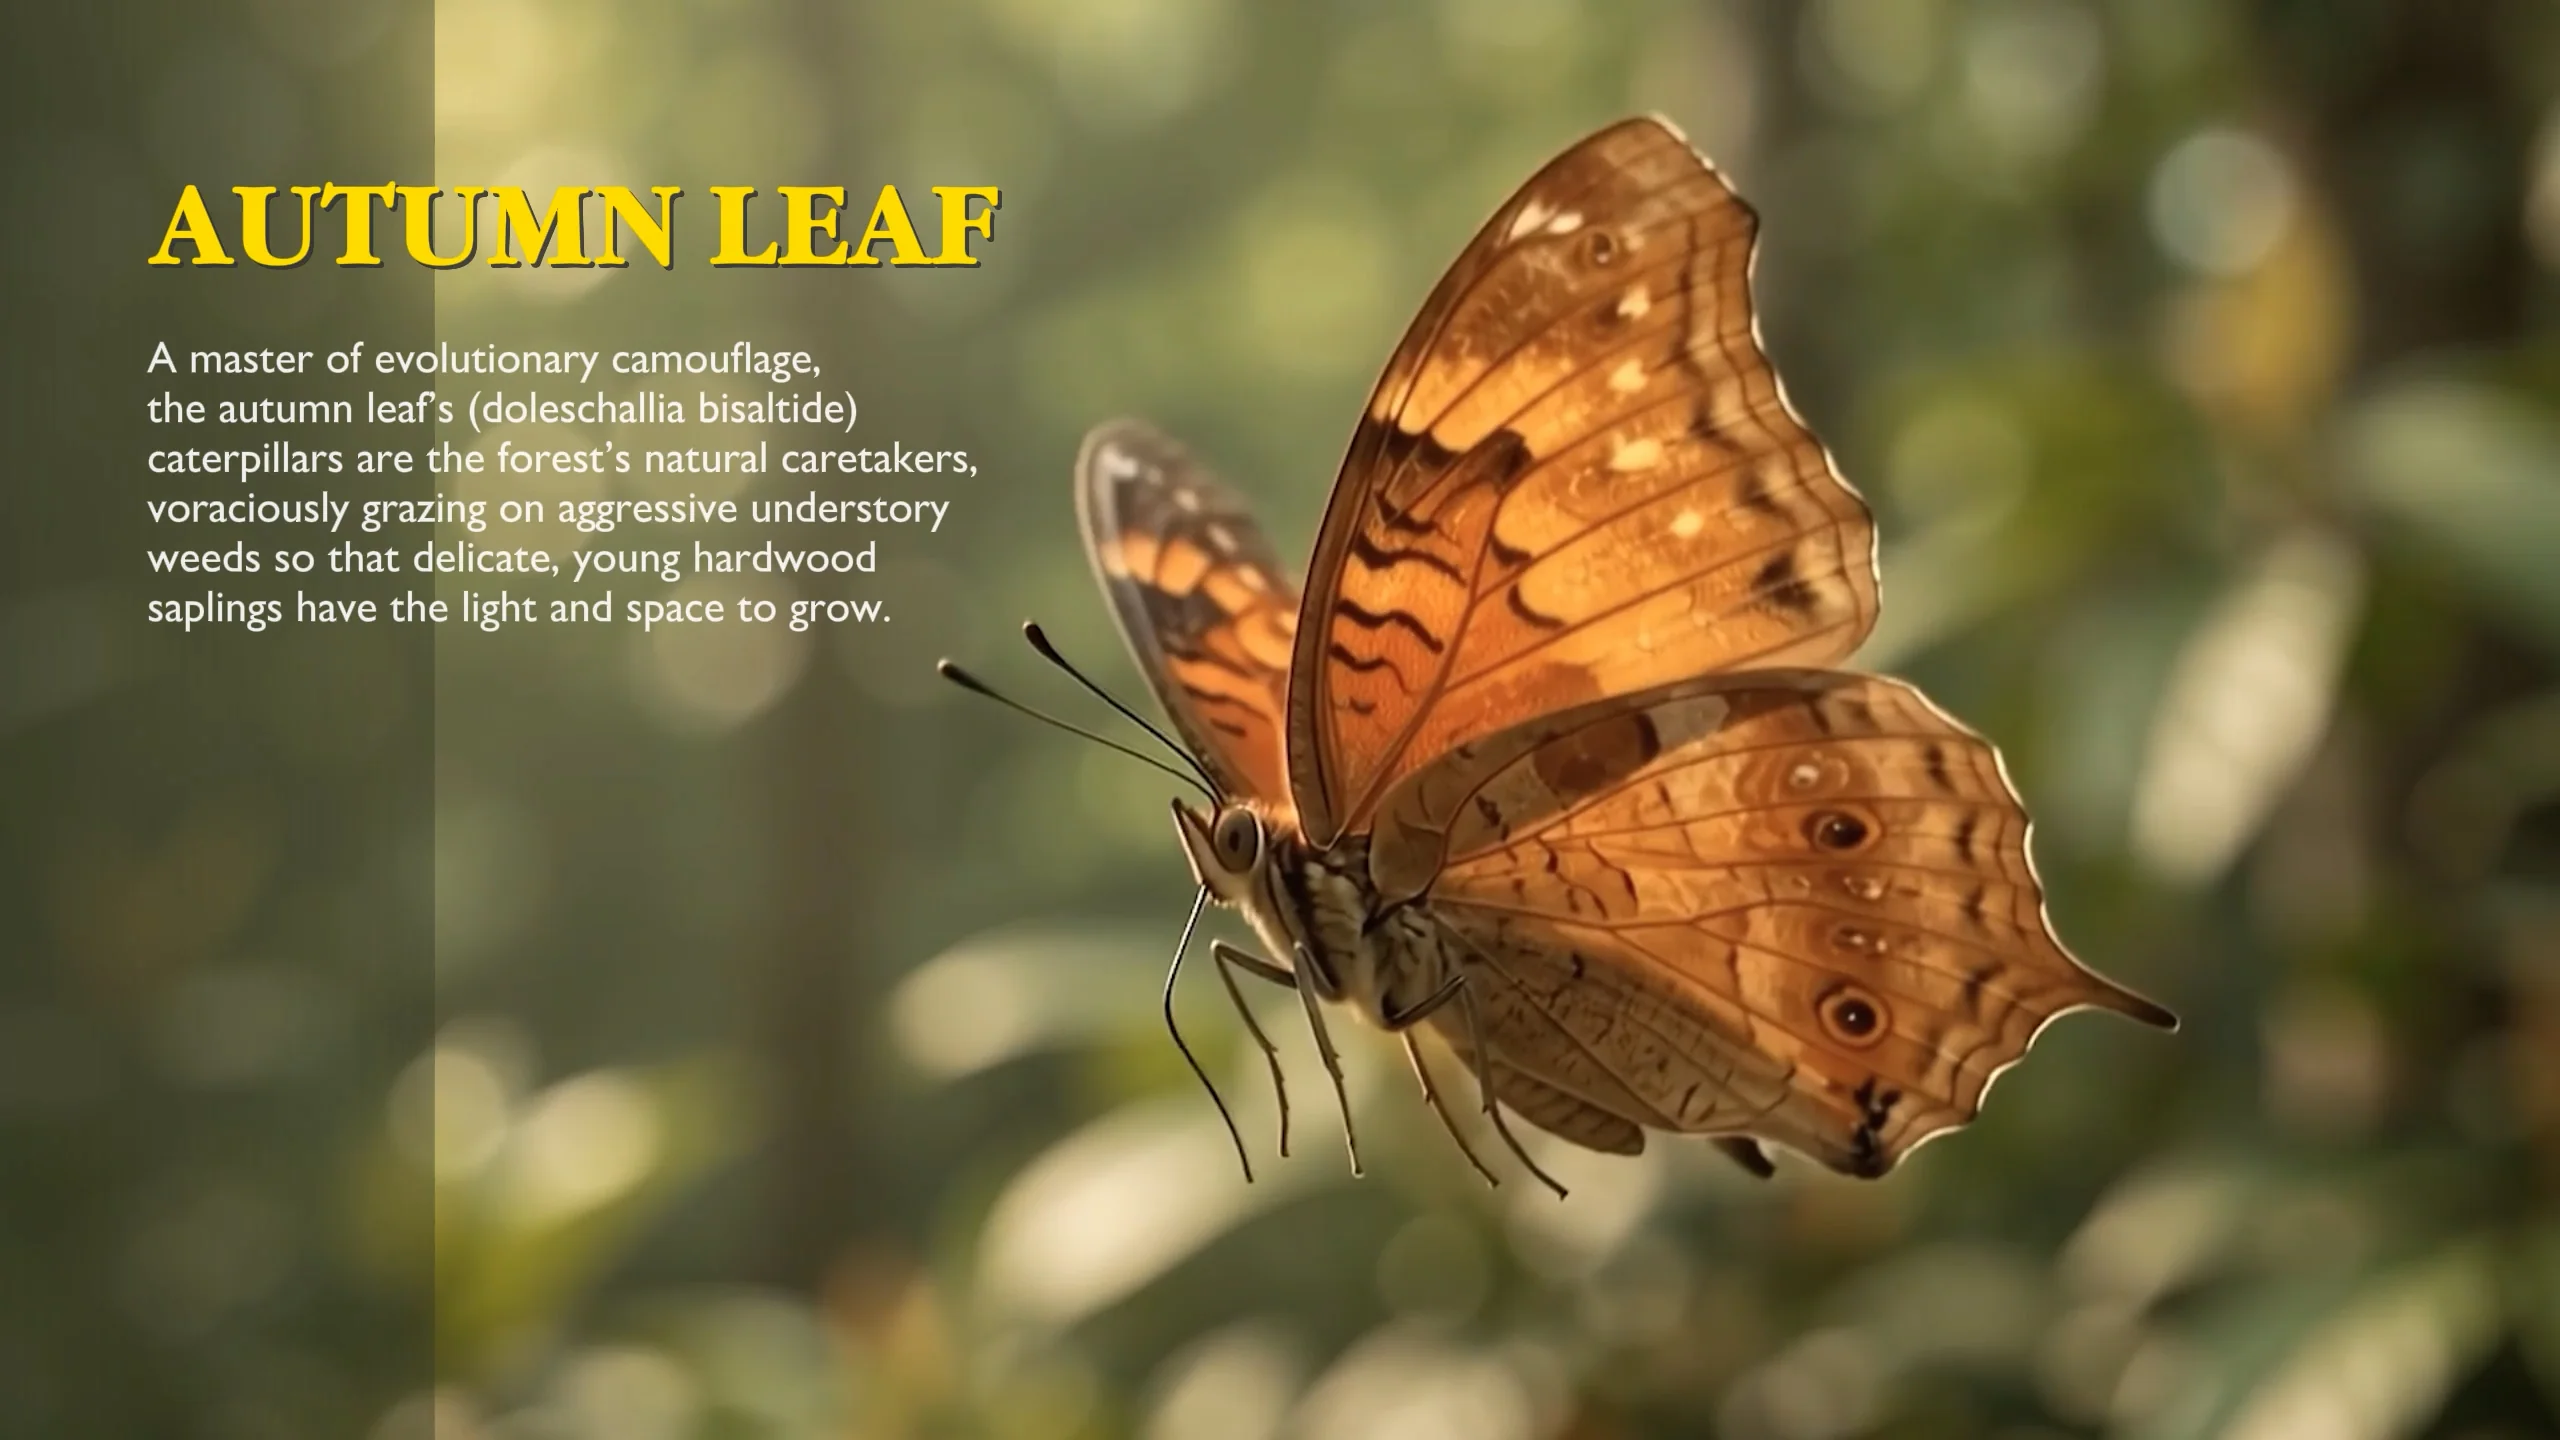 AUTUMN LEAF
A master of evolutionary camouflage,
the autumn leaf’s (doleschallia bisaltide)
caterpillars are the forest’s natural caretakers,
voraciously grazing on aggressive understory
weeds so that delicate, young hardwood
saplings have the light and space to grow.